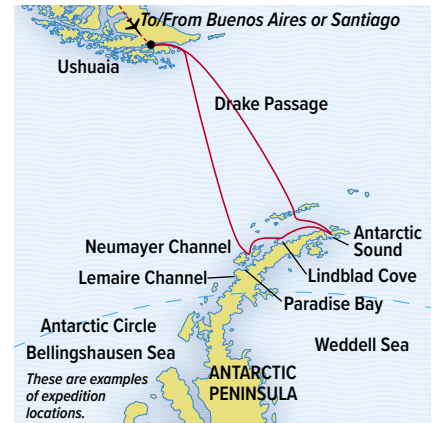 To/From Buenos Aires or Santiago
Ushuaia
Drake Passage
Neumayer Channel
Antarctic
Sound
Lemaire Channel
Lindblad Cove
Paradise Bay
Antarctic Circle
Weddell Sea
Bellingshausen Sea
These are examples
of expedition
locations.
ANTARCTIC
PENINSULA